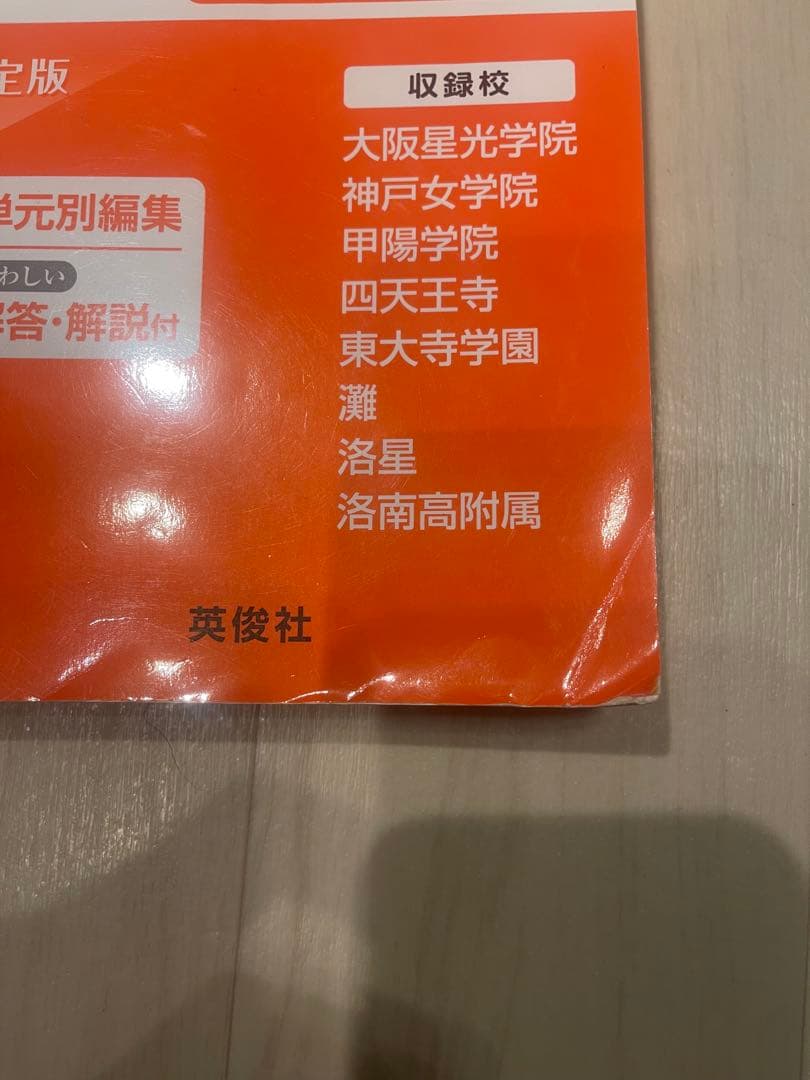 定版
収録校
大阪星光学院
神戸女学院
甲陽学院
四天王寺
東大寺学園
灘
洛星
洛南高附属
単元別編集
わしい
解答・解説付
英俊社